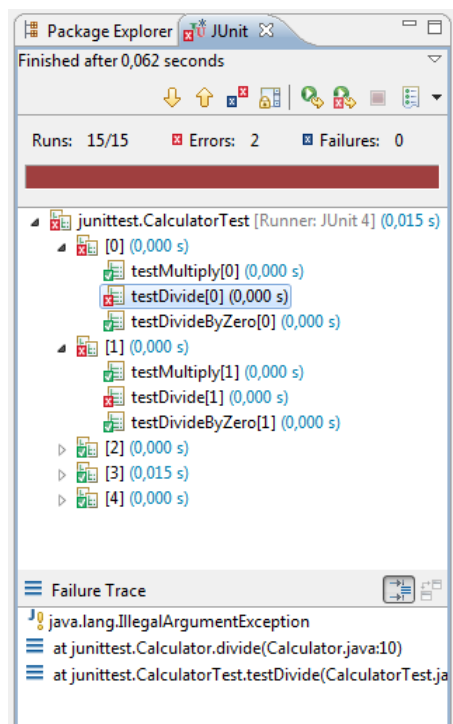 Package Explorer JUnit
Finished after 0,062 seconds
Runs: 15/15 Errors: 2 Failures: 0
junittest.CalculatorTest [Runner: JUnit 4] (0,015 s)
[0] (0,000 s)
testMultiply[0] (0,000 s)
testDivide[0] (0,000 s)
testDivideByZero[0] (0,000 s)
[1] (0,000 s)
testMultiply[1] (0,000 s)
testDivide[1] (0,000 s)
testDivideByZero[1] (0,000 s)
[2] (0,000 s)
[3] (0,015 s)
[4] (0,000 s)
Failure Trace
java.lang.IllegalArgumentException
at junittest.Calculator.divide(Calculator.java:10)
at junittest.CalculatorTest.testDivide(CalculatorTest.ja